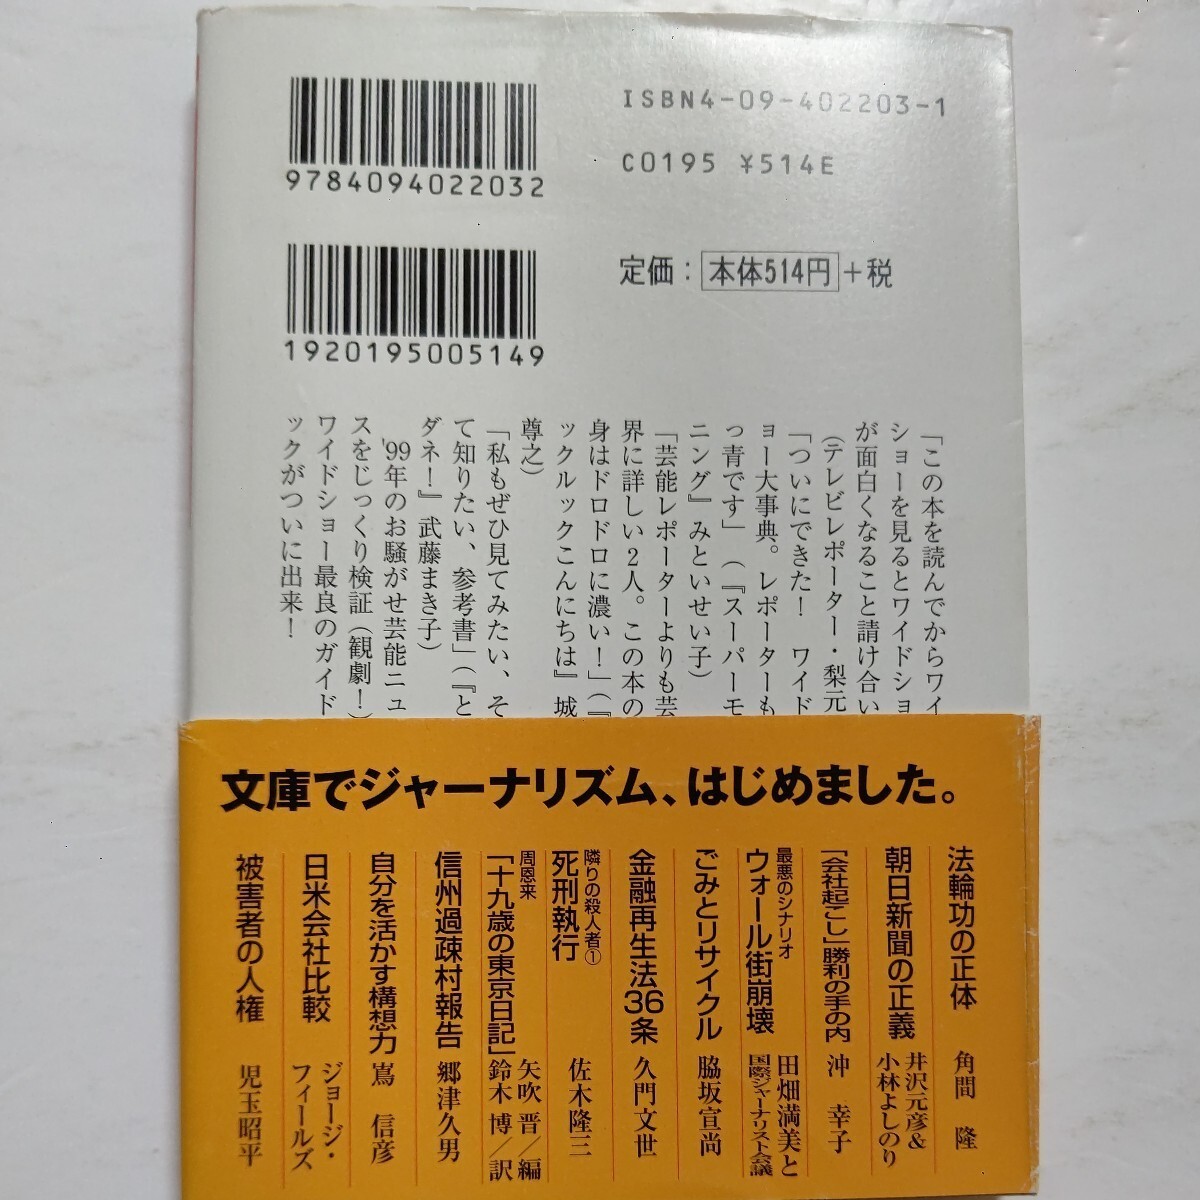 ISBN4-09-402203-1
9784094022032
C0195 ¥514E
定価：本体514円＋税
1920195005149
「この本を読んでからワイ
ショーを見るとワイドショ
が面白くなること請け合い
（テレビレポーター・梨元
「ついにできた！　ワイド
ョー大事典。レポーターも
っ青です」（『スーパーモ
ニング』みといせい子）
「芸能レポーターよりも芸
界に詳しい2人。この本の
身はドロドロに濃い！」（『
ックルックこんにちは』城
尊之）
「私もぜひ見てみたい、そ
て知りたい、参考書」（『と
ダネ！』武藤まき子）
'99年のお騒がせ芸能ニュ
スをじっくり検証（観劇！）
ワイドショー最良のガイド
ックがついに出来！
文庫でジャーナリズム、はじめました。
法輪功の正体　角間　隆
朝日新聞の正義　井沢元彦＆小林よしのり
「会社起こし」勝利の手の内　沖　幸子
最悪のシナリオ
ウォール街崩壊　田畑満美と国際ジャーナリスト会議
ごみとリサイクル　脇坂宣尚
金融再生法36条　久門文世
隣りの殺人者①
死刑執行　佐木隆三
周恩来
「十九歳の東京日記」　矢吹　晋／編　鈴木　博／訳
信州過疎村報告　郷津久男
自分を活かす構想力　嶌　信彦
日米会社比較　ジョージ・フィールズ
被害者の人権　児玉昭平